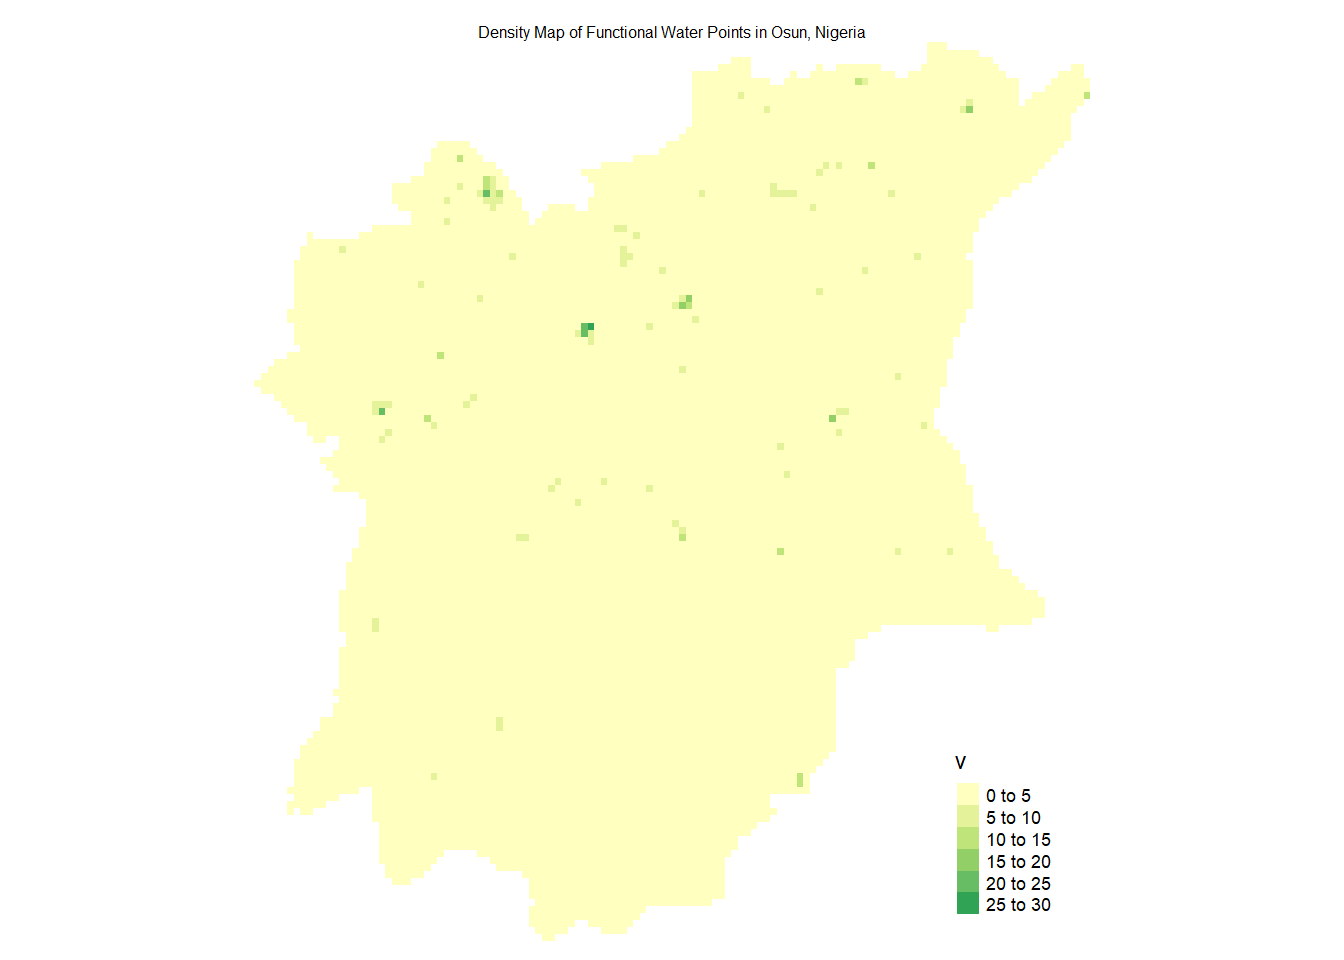 Density Map of Functional Water Points in Osun, Nigeria
v
0 to 5
5 to 10
10 to 15
15 to 20
20 to 25
25 to 30